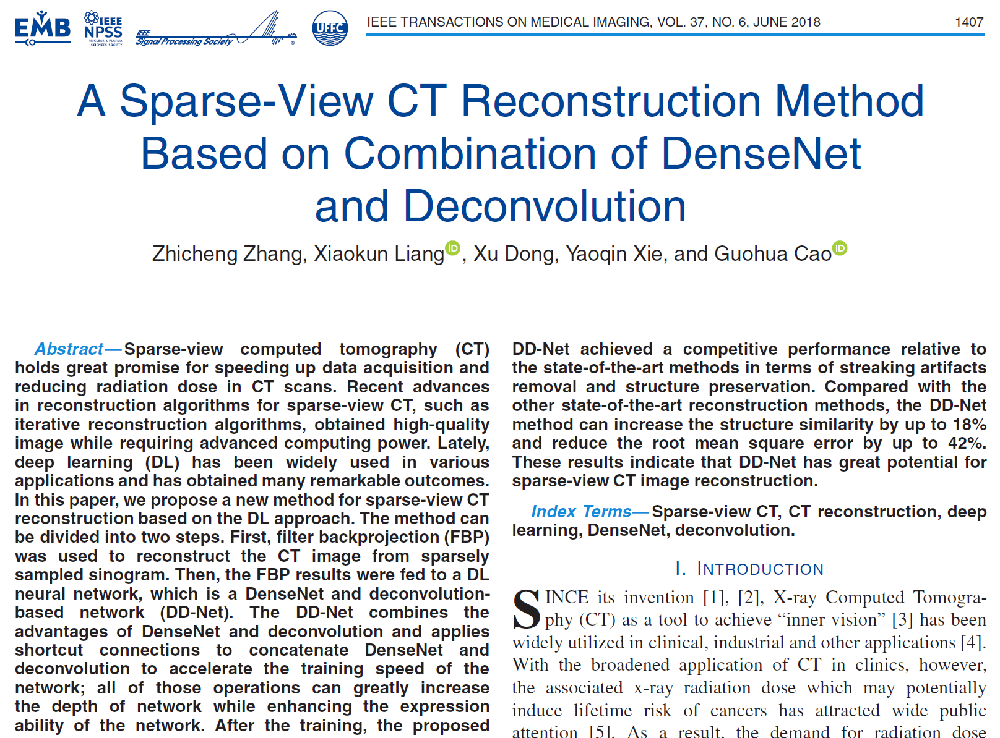 EMB
IEEE
NPSS
NUCLEAR & PLASMA
SCIENCES SOCIETY
IEEE
Signal Processing Society
®
UFFC
IEEE TRANSACTIONS ON MEDICAL IMAGING, VOL. 37, NO. 6, JUNE 2018
1407
A Sparse-View CT Reconstruction Method
Based on Combination of DenseNet
and Deconvolution
Zhicheng Zhang, Xiaokun Liang iD, Xu Dong, Yaoqin Xie, and Guohua Cao iD
Abstract—Sparse-view computed tomography (CT)
holds great promise for speeding up data acquisition and
reducing radiation dose in CT scans. Recent advances
in reconstruction algorithms for sparse-view CT, such as
iterative reconstruction algorithms, obtained high-quality
image while requiring advanced computing power. Lately,
deep learning (DL) has been widely used in various
applications and has obtained many remarkable outcomes.
In this paper, we propose a new method for sparse-view CT
reconstruction based on the DL approach. The method can
be divided into two steps. First, filter backprojection (FBP)
was used to reconstruct the CT image from sparsely
sampled sinogram. Then, the FBP results were fed to a DL
neural network, which is a DenseNet and deconvolution-
based network (DD-Net). The DD-Net combines the
advantages of DenseNet and deconvolution and applies
shortcut connections to concatenate DenseNet and
deconvolution to accelerate the training speed of the
network; all of those operations can greatly increase
the depth of network while enhancing the expression
ability of the network. After the training, the proposed
DD-Net achieved a competitive performance relative to
the state-of-the-art methods in terms of streaking artifacts
removal and structure preservation. Compared with the
other state-of-the-art reconstruction methods, the DD-Net
method can increase the structure similarity by up to 18%
and reduce the root mean square error by up to 42%.
These results indicate that DD-Net has great potential for
sparse-view CT image reconstruction.
Index Terms—Sparse-view CT, CT reconstruction, deep
learning, DenseNet, deconvolution.
I. INTRODUCTION
SINCE its invention [1], [2], X-ray Computed Tomogra-
phy (CT) as a tool to achieve “inner vision” [3] has been
widely utilized in clinical, industrial and other applications [4].
With the broadened application of CT in clinics, however,
the associated x-ray radiation dose which may potentially
induce lifetime risk of cancers has attracted wide public
attention [5]. As a result, the demand for radiation dose